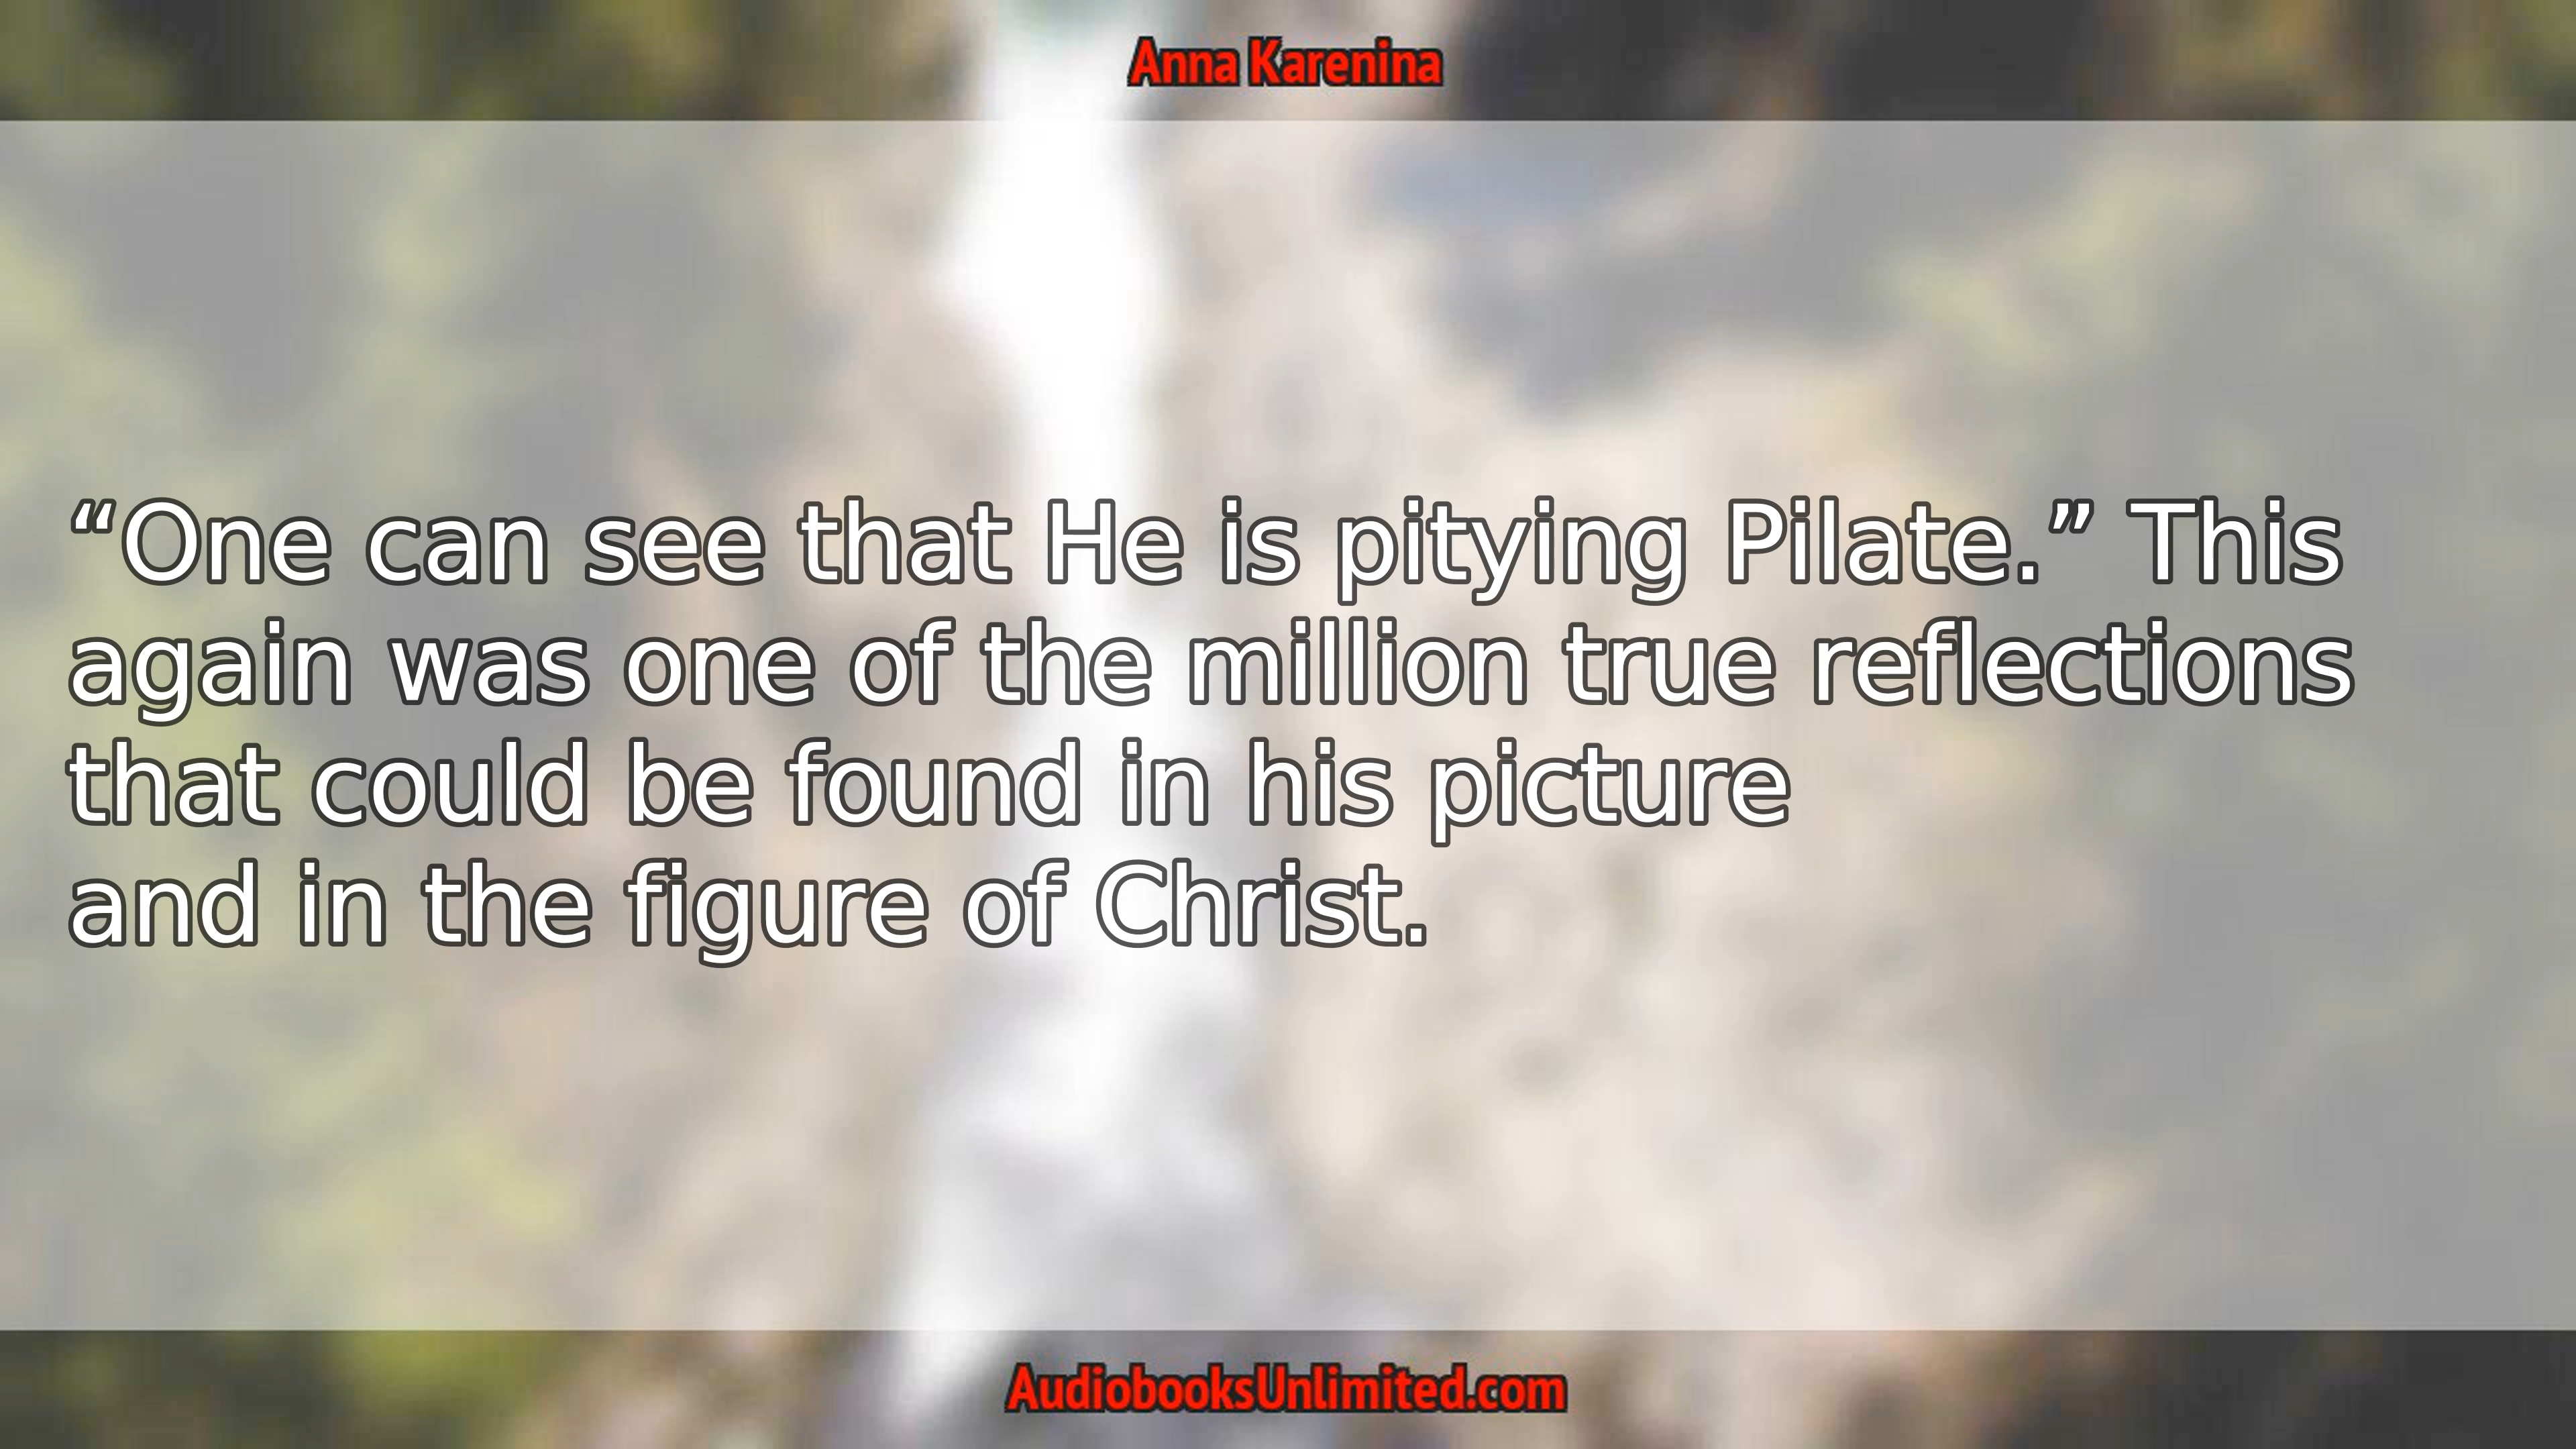 Anna Karenina
“One can see that He is pitying Pilate.” This
again was one of the million true reflections
that could be found in his picture
and in the figure of Christ.
AudiobooksUnlimited.com